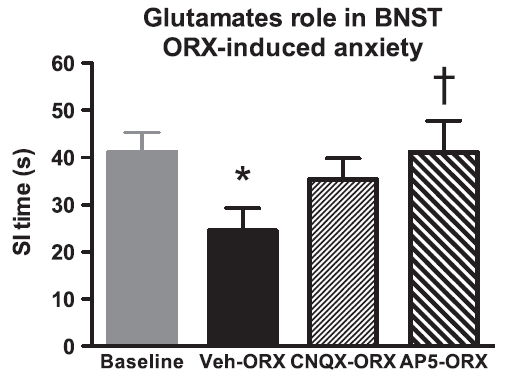 Glutamates role in BNST
ORX-induced anxiety
60
50
40
30
20
10
0
SI time (s)
*
†
Baseline Veh-ORX CNQX-ORX AP5-ORX